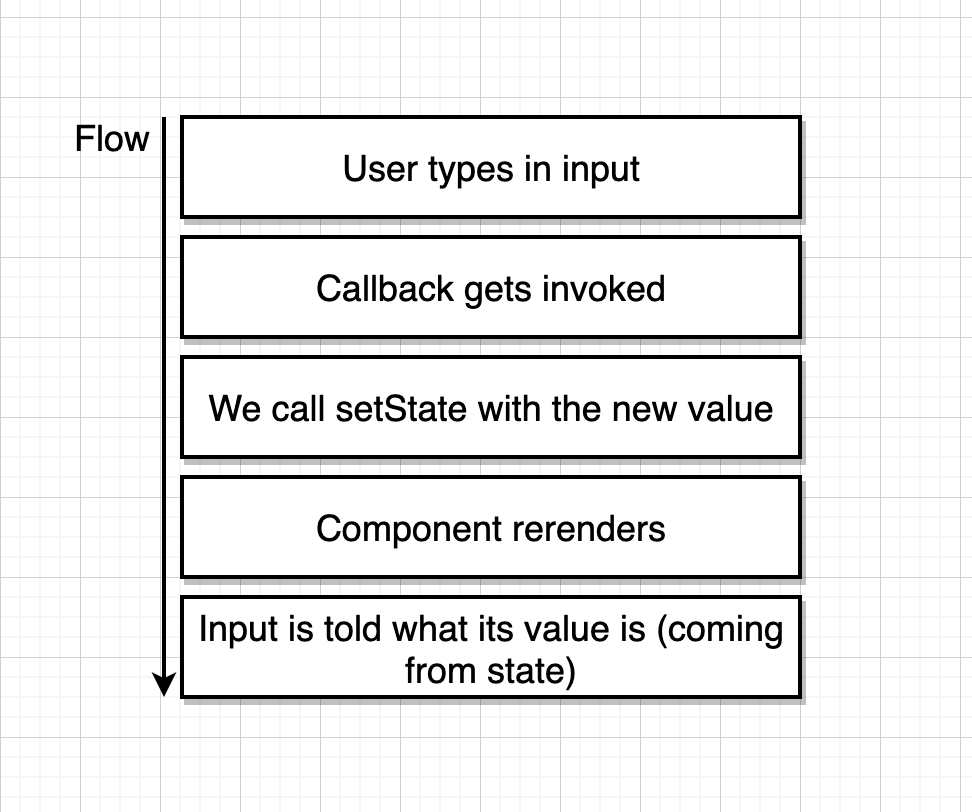 Flow
User types in input
Callback gets invoked
We call setState with the new value
Component rerenders
Input is told what its value is (coming
from state)